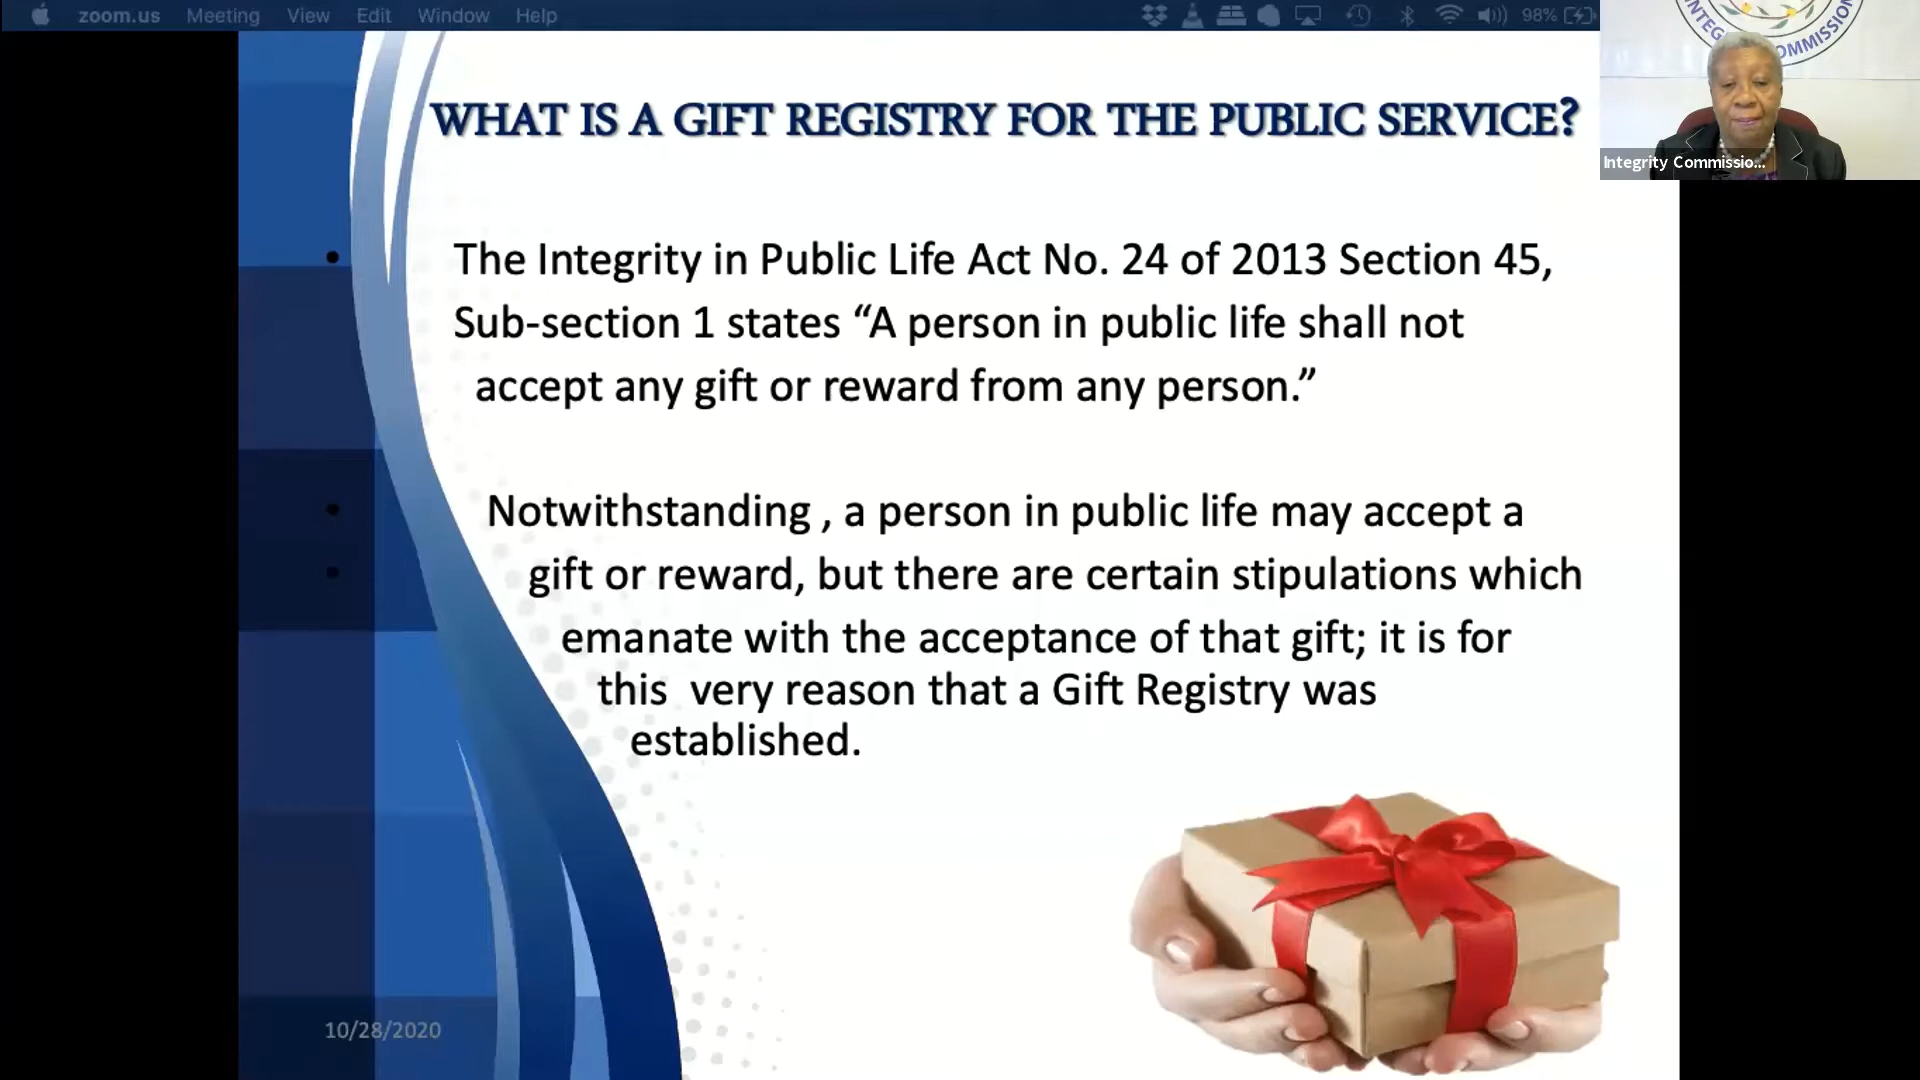 zoom.us Meeting View Edit Window Help
98%
INTEG COMMISSION
Integrity Commissio...
WHAT IS A GIFT REGISTRY FOR THE PUBLIC SERVICE?
The Integrity in Public Life Act No. 24 of 2013 Section 45,
Sub-section 1 states “A person in public life shall not
accept any gift or reward from any person.”
Notwithstanding , a person in public life may accept a
gift or reward, but there are certain stipulations which
emanate with the acceptance of that gift; it is for
this very reason that a Gift Registry was
established.
10/28/2020